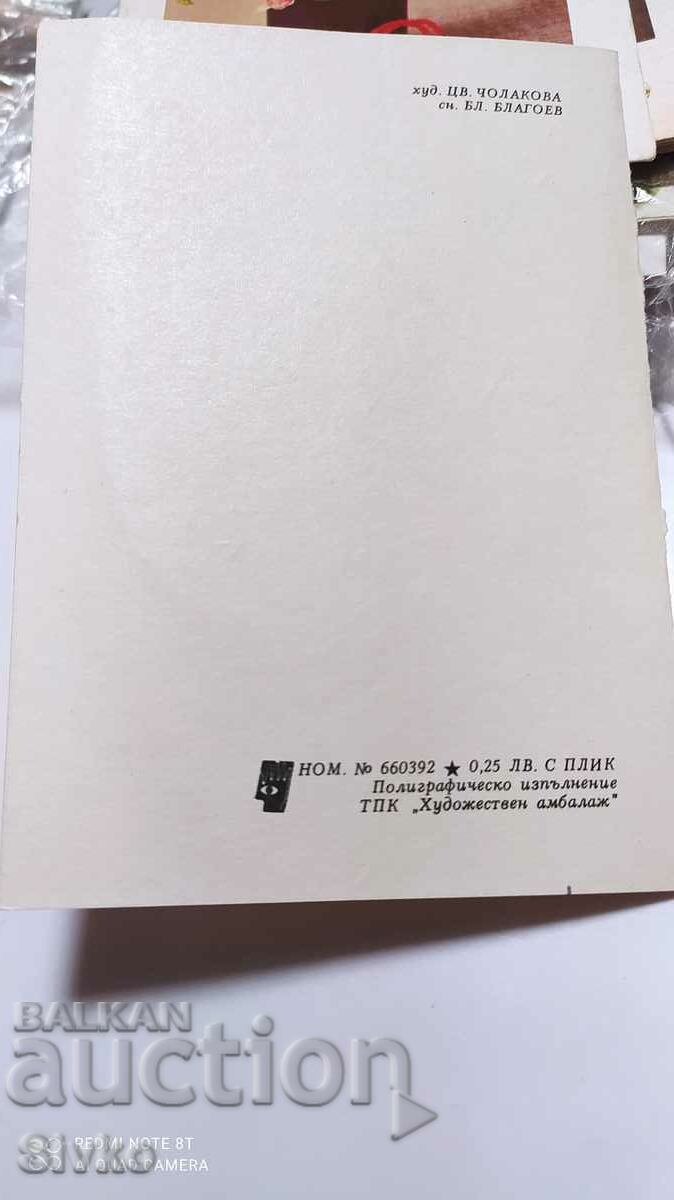 худ. ЦВ. ЧОЛАКОВА
сн. БЛ. БЛАГОЕВ
НОМ. № 660392 ★ 0,25 ЛВ. С ПЛИК
Полиграфическо изпълнение
ТПК „Художествен амбалаж"
BALKAN
auction
REDMI NOTE 8T
AI QUAD CAMERA
Sivko